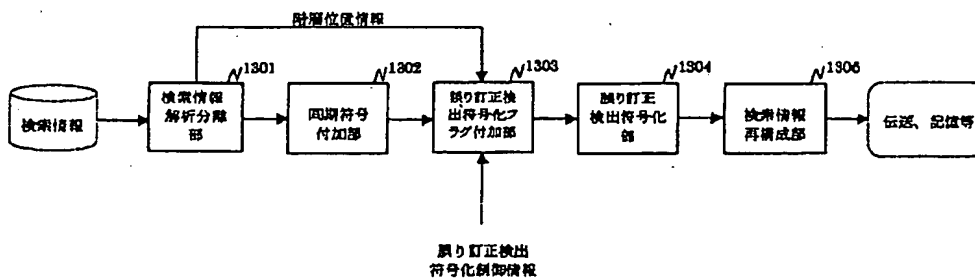 階層位置情報
1301
1302
1303
1304
1305
検索情報
検索情報
解析分離
部
同期符号
付加部
誤り訂正検
出符号化フ
ラグ付加部
誤り訂正
検出符号化
部
検索情報
再構成部
伝送、記憶等
誤り訂正検出
符号化制御情報